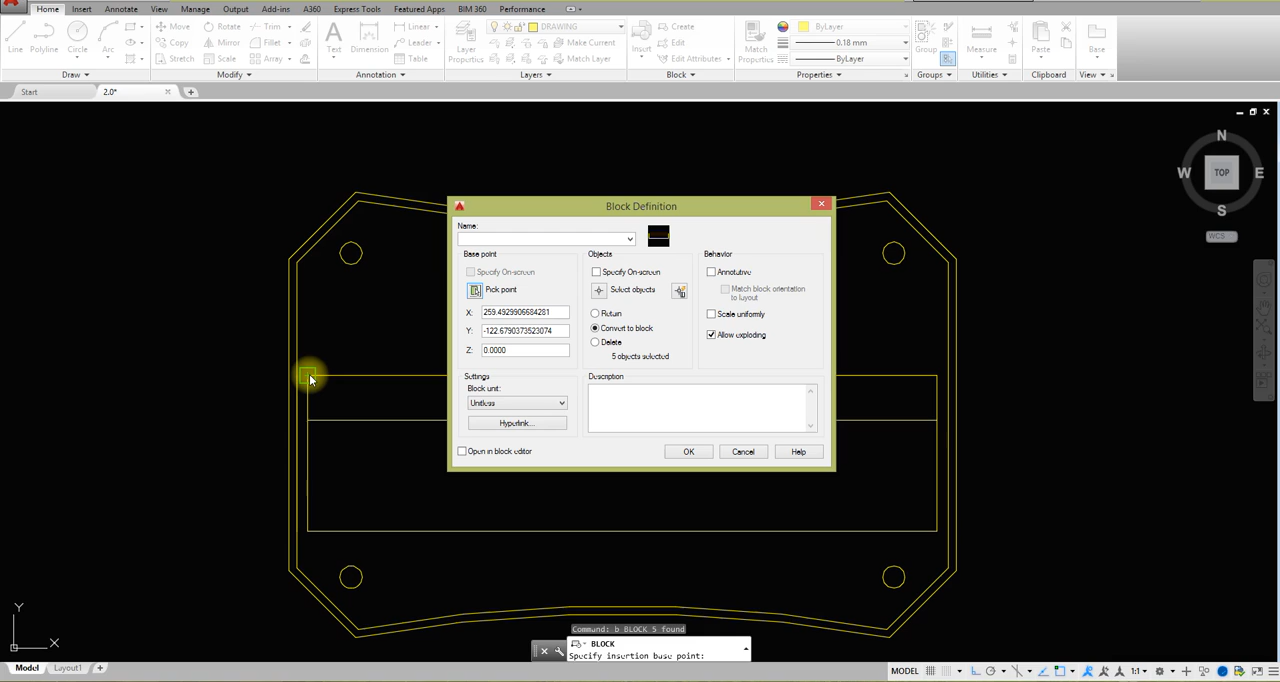 Home Insert Annotate View Manage Output Add-ins A360 Express Tools Featured Apps BIM 360 Performance
Line Polyline Circle Arc
Move Rotate Trim
Copy Mirror Fillet
Stretch Scale Array
Text Dimension
Linear
Leader
Table
Layer Properties
DRAWING
Make Current
Match Layer
Insert
Create
Edit
Edit Attributes
Match Properties
ByLayer
0.18 mm
ByLayer
Group Measure Paste Base
Draw Modify Annotation Layers Block Properties Groups Utilities Clipboard View
Start 2.0*
N
W TOP E
S
WCS
Block Definition
Name:
Base point
Specify On-screen
Pick point
X: 259.4929906684281
Y: -122.6790373523074
Z: 0.0000
Objects
Specify On-screen
Select objects
Retain
Convert to block
Delete
5 objects selected
Behavior
Annotative
Match block orientation
to layout
Scale uniformly
Allow exploding
Settings
Block unit:
Unitless
Hyperlink...
Description
Open in block editor
OK Cancel Help
Y
X
Command: b BLOCK 5 found
BLOCK
Specify insertion base point:
Model Layout1
MODEL 1:1